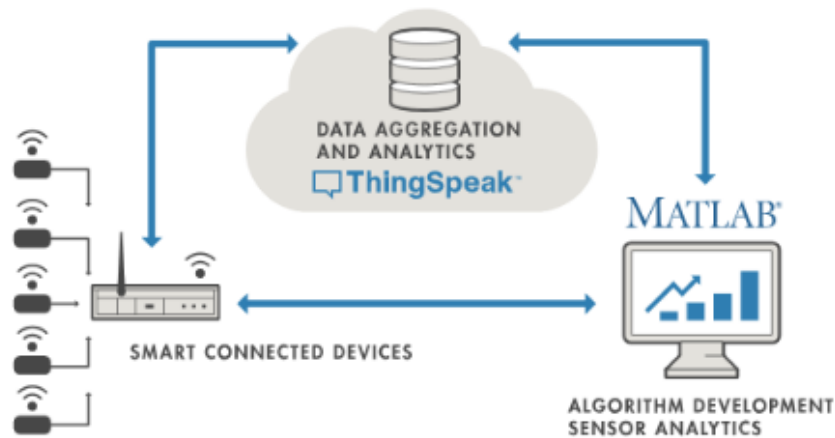 DATA AGGREGATION
AND ANALYTICS
ThingSpeak™
MATLAB®
SMART CONNECTED DEVICES
ALGORITHM DEVELOPMENT
SENSOR ANALYTICS